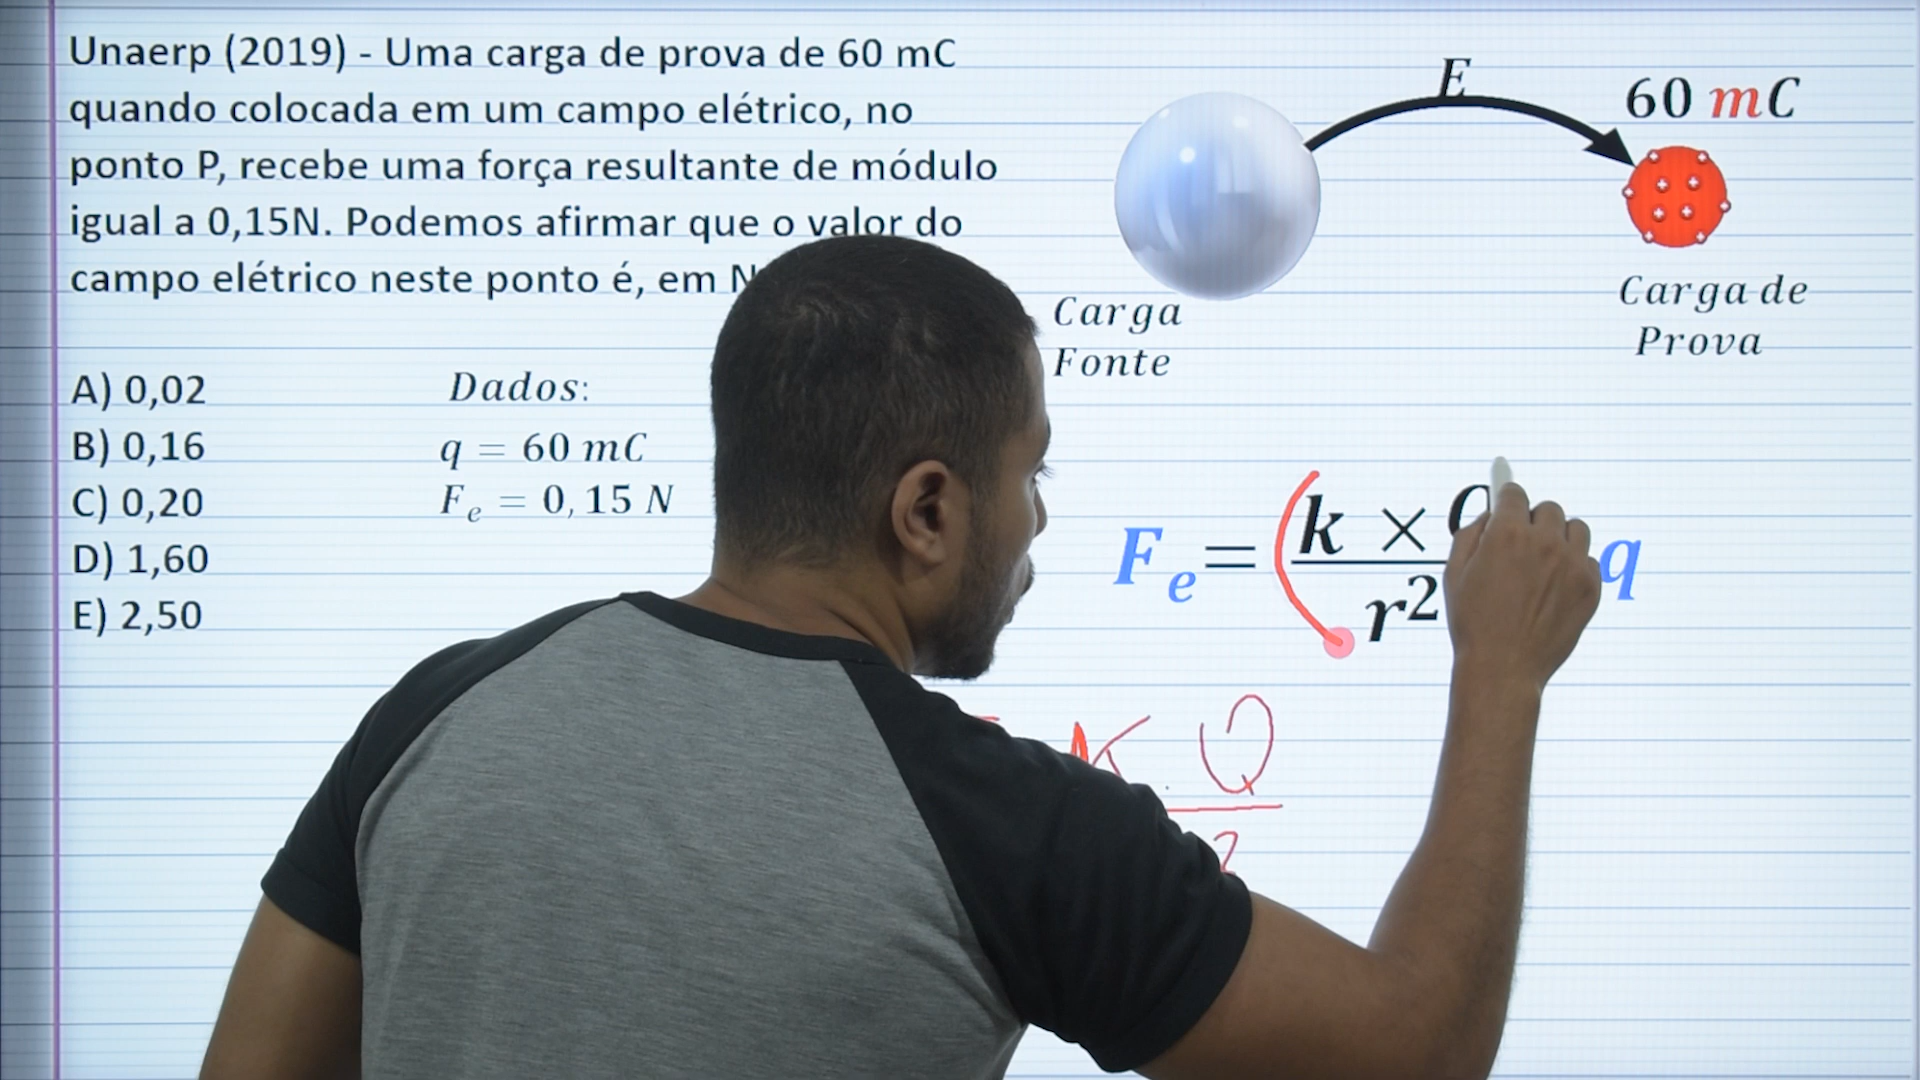 Unaerp (2019) - Uma carga de prova de 60 mC
quando colocada em um campo elétrico, no
ponto P, recebe uma força resultante de módulo
igual a 0,15N. Podemos afirmar que o valor do
campo elétrico neste ponto é, em N
A) 0,02
B) 0,16
C) 0,20
D) 1,60
E) 2,50
Dados:
q = 60 mC
Fₑ = 0,15 N
E
60 mC
Carga
Fonte
Carga de
Prova
Fₑ = (k ×
r²
q
K . Q
2